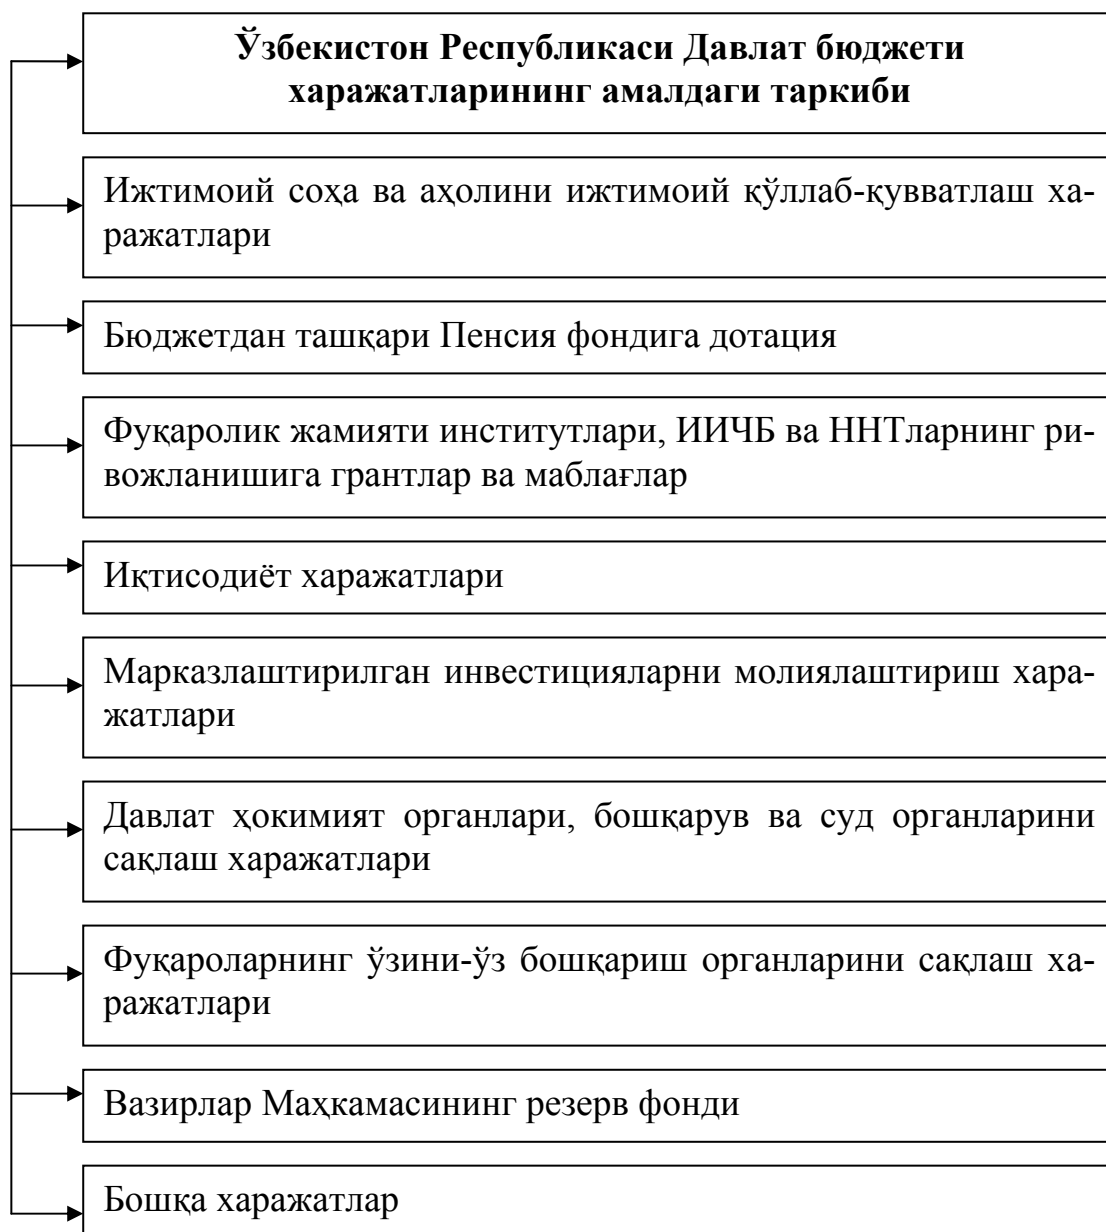 Ўзбекистон Республикаси Давлат бюджети
харажатларининг амалдаги таркиби
Ижтимоий соҳа ва аҳолини ижтимоий қўллаб-қувватлаш ха-
ражатлари
Бюджетдан ташқари Пенсия фондига дотация
Фуқаролик жамияти институтлари, ИИЧБ ва ННТларнинг ри-
вожланишига грантлар ва маблағлар
Иқтисодиёт харажатлари
Марказлаштирилган инвестицияларни молиялаштириш хара-
жатлари
Давлат ҳокимият органлари, бошқарув ва суд органларини
сақлаш харажатлари
Фуқароларнинг ўзини-ўз бошқариш органларини сақлаш ха-
ражатлари
Вазирлар Маҳкамасининг резерв фонди
Бошқа харажатлар